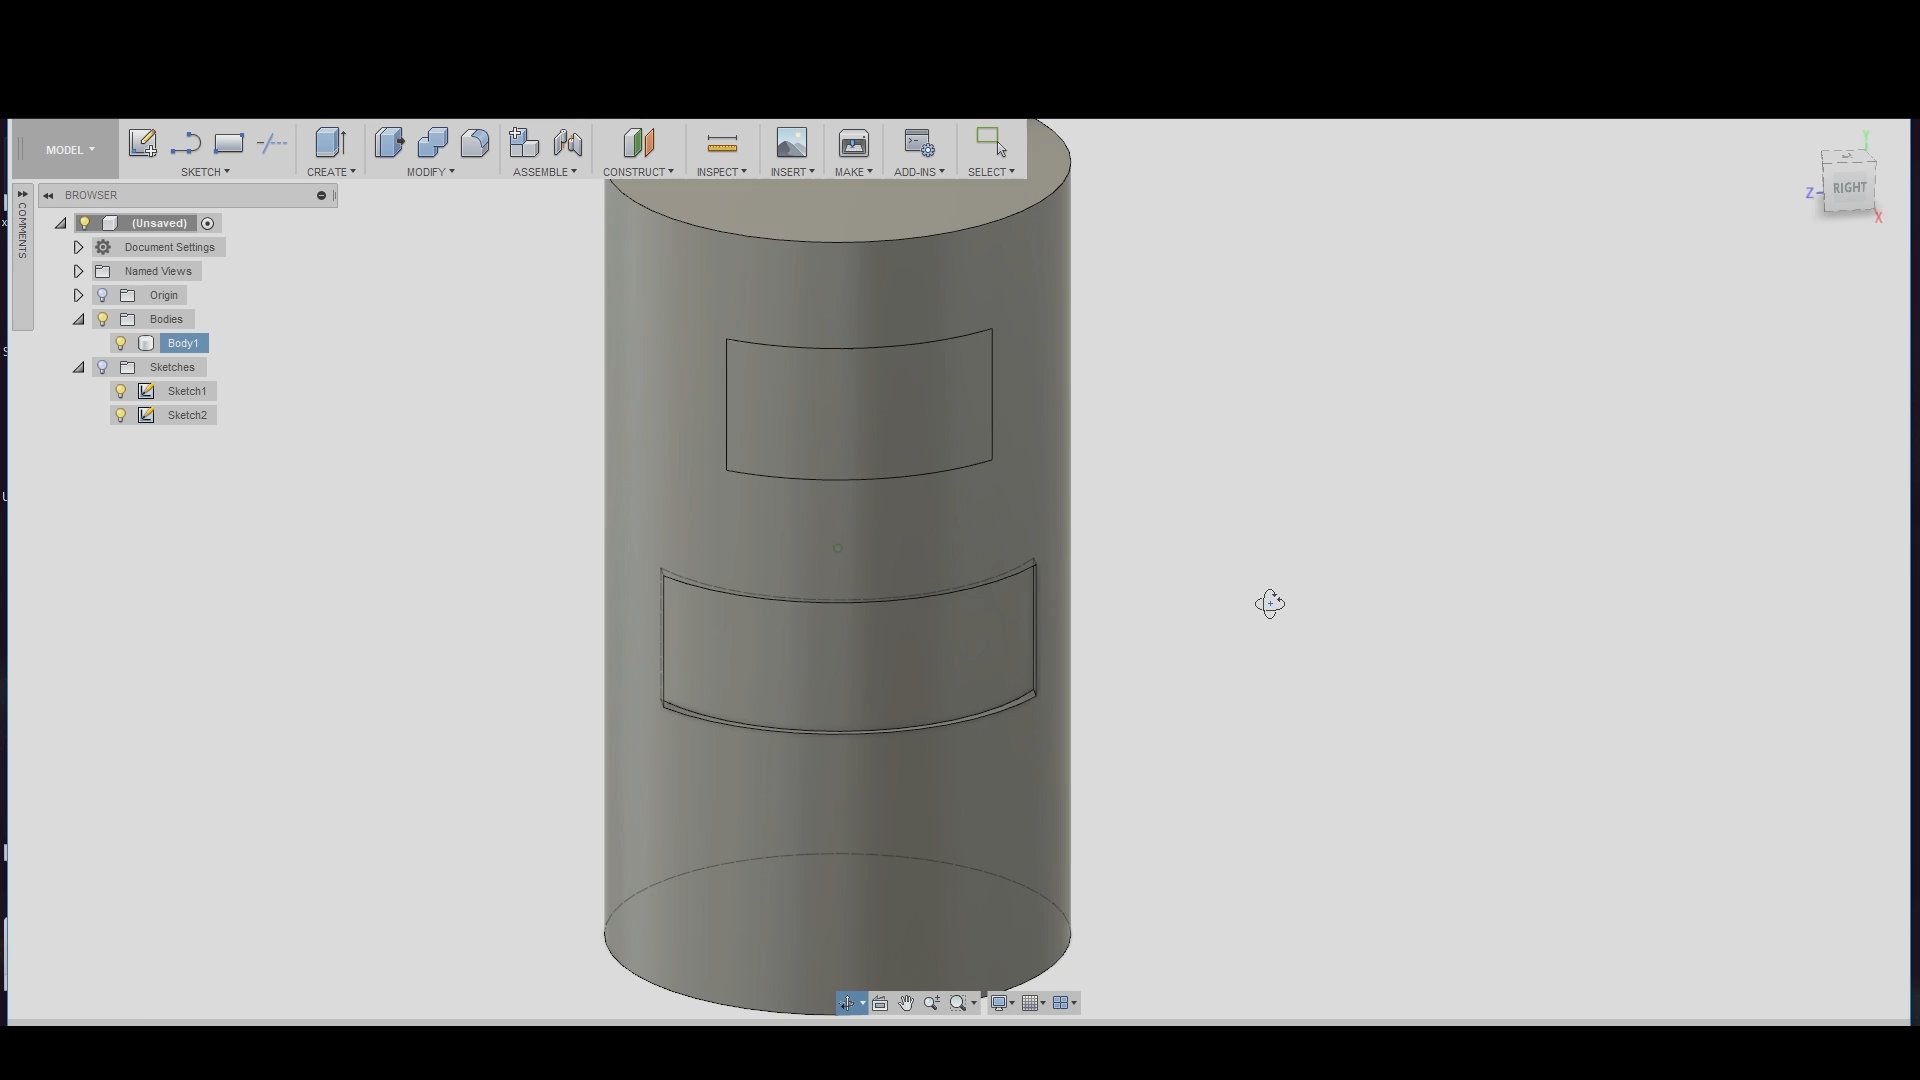 MODEL
SKETCH
CREATE
MODIFY
ASSEMBLE
CONSTRUCT
INSPECT
INSERT
MAKE
ADD-INS
SELECT
BROWSER
COMMENTS
(Unsaved)
Document Settings
Named Views
Origin
Bodies
Body1
Sketches
Sketch1
Sketch2
Y
RIGHT
Z
X